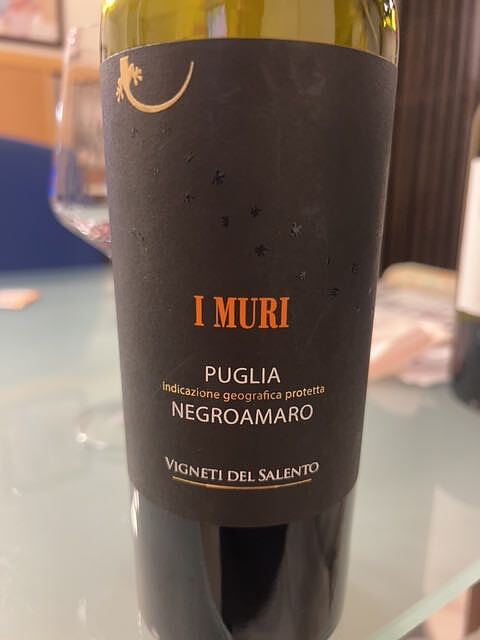 I MURI
PUGLIA
indicazione geografica protetta
NEGROAMARO
VIGNETI DEL SALENTO